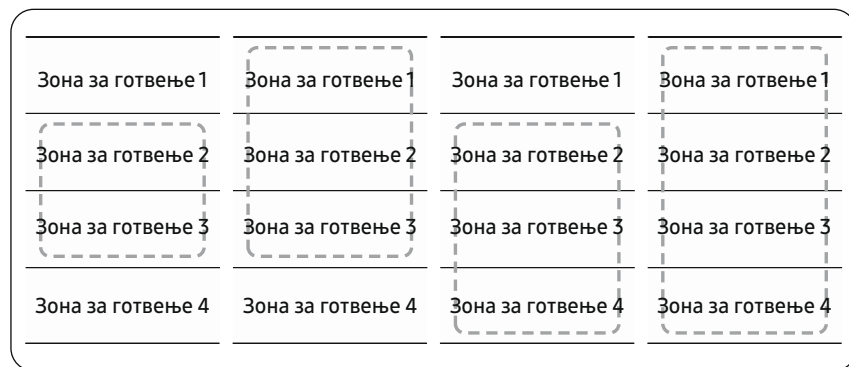 Зона за готвење 1 Зона за готвење 1 Зона за готвење 1 Зона за готвење 1
Зона за готвење 2 Зона за готвење 2 Зона за готвење 2 Зона за готвење 2
Зона за готвење 3 Зона за готвење 3 Зона за готвење 3 Зона за готвење 3
Зона за готвење 4 Зона за готвење 4 Зона за готвење 4 Зона за готвење 4